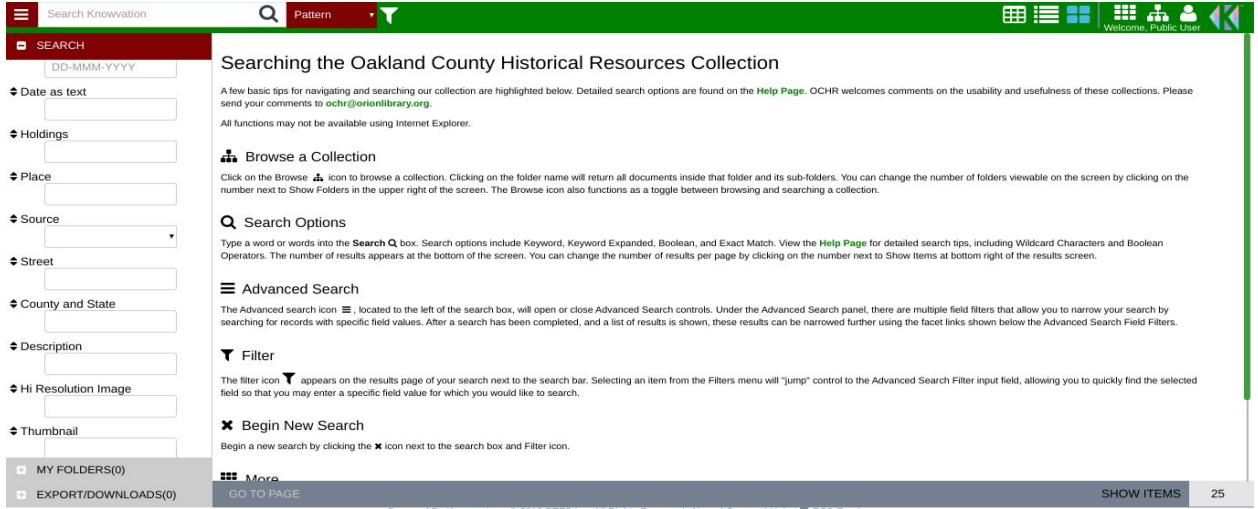 Search Knowvation
Pattern
Welcome, Public User
SEARCH
DD-MMM-YYYY
Date as text
Holdings
Place
Source
Street
County and State
Description
Hi Resolution Image
Thumbnail
MY FOLDERS(0)
EXPORT/DOWNLOADS(0)
Searching the Oakland County Historical Resources Collection
A few basic tips for navigating and searching our collection are highlighted below. Detailed search options are found on the Help Page. OCHR welcomes comments on the usability and usefulness of these collections. Please
send your comments to ochr@orionlibrary.org.
All functions may not be available using Internet Explorer.
Browse a Collection
Click on the Browse icon to browse a collection. Clicking on the folder name will return all documents inside that folder and its sub-folders. You can change the number of folders viewable on the screen by clicking on the
number next to Show Folders in the upper right of the screen. The Browse icon also functions as a toggle between browsing and searching a collection.
Search Options
Type a word or words into the Search box. Search options include Keyword, Keyword Expanded, Boolean, and Exact Match. View the Help Page for detailed search tips, including Wildcard Characters and Boolean
Operators. The number of results appears at the bottom of the screen. You can change the number of results per page by clicking on the number next to Show Items at bottom right of the results screen.
Advanced Search
The Advanced search icon , located to the left of the search box, will open or close Advanced Search controls. Under the Advanced Search panel, there are multiple field filters that allow you to narrow your search by
searching for records with specific field values. After a search has been completed, and a list of results is shown, these results can be narrowed further using the facet links shown below the Advanced Search Field Filters.
Filter
The filter icon appears on the results page of your search next to the search bar. Selecting an item from the Filters menu will "jump" control to the Advanced Search Filter input field, allowing you to quickly find the selected
field so that you may enter a specific field value for which you would like to search.
Begin New Search
Begin a new search by clicking the icon next to the search box and Filter icon.
More
GO TO PAGE
SHOW ITEMS 25